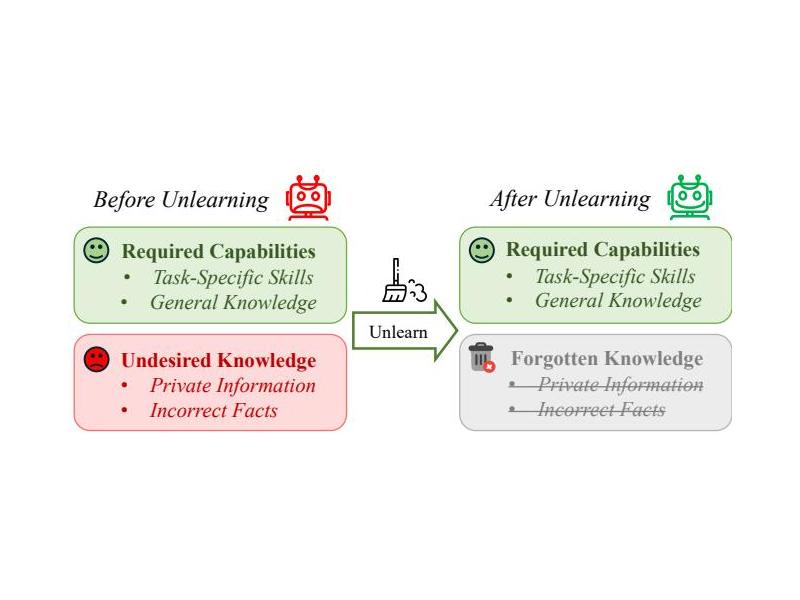 Before Unlearning
Required Capabilities
• Task-Specific Skills
• General Knowledge
Undesired Knowledge
• Private Information
• Incorrect Facts
Unlearn
After Unlearning
Required Capabilities
• Task-Specific Skills
• General Knowledge
Forgotten Knowledge
• Private Information
• Incorrect Facts